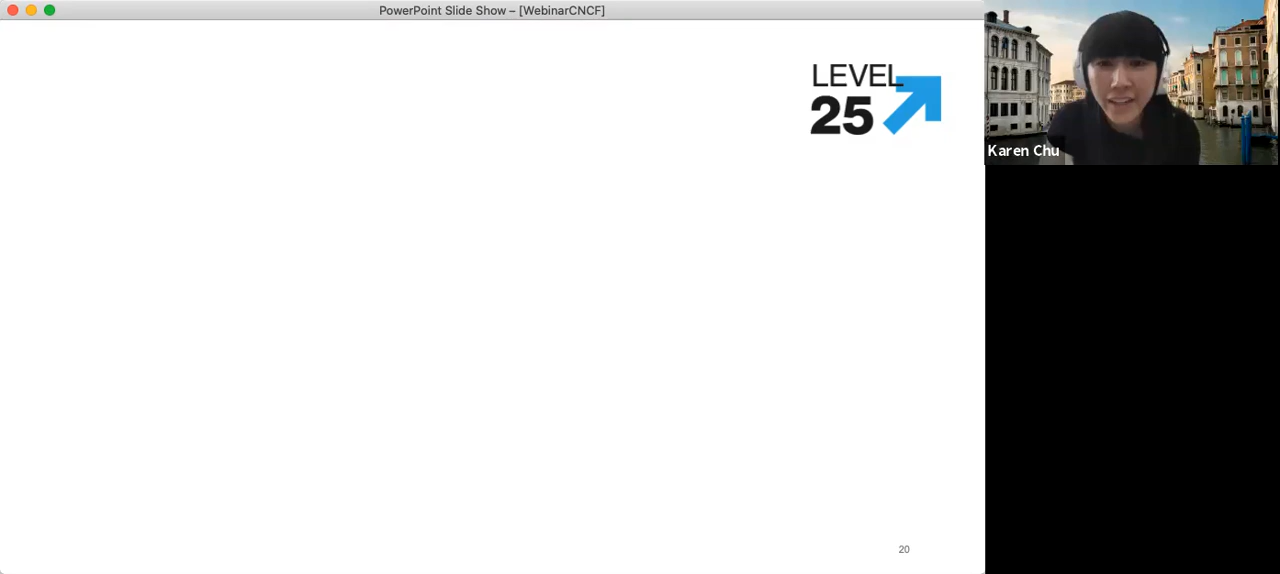 PowerPoint Slide Show – [WebinarCNCF]
LEVEL
25
Karen Chu
20